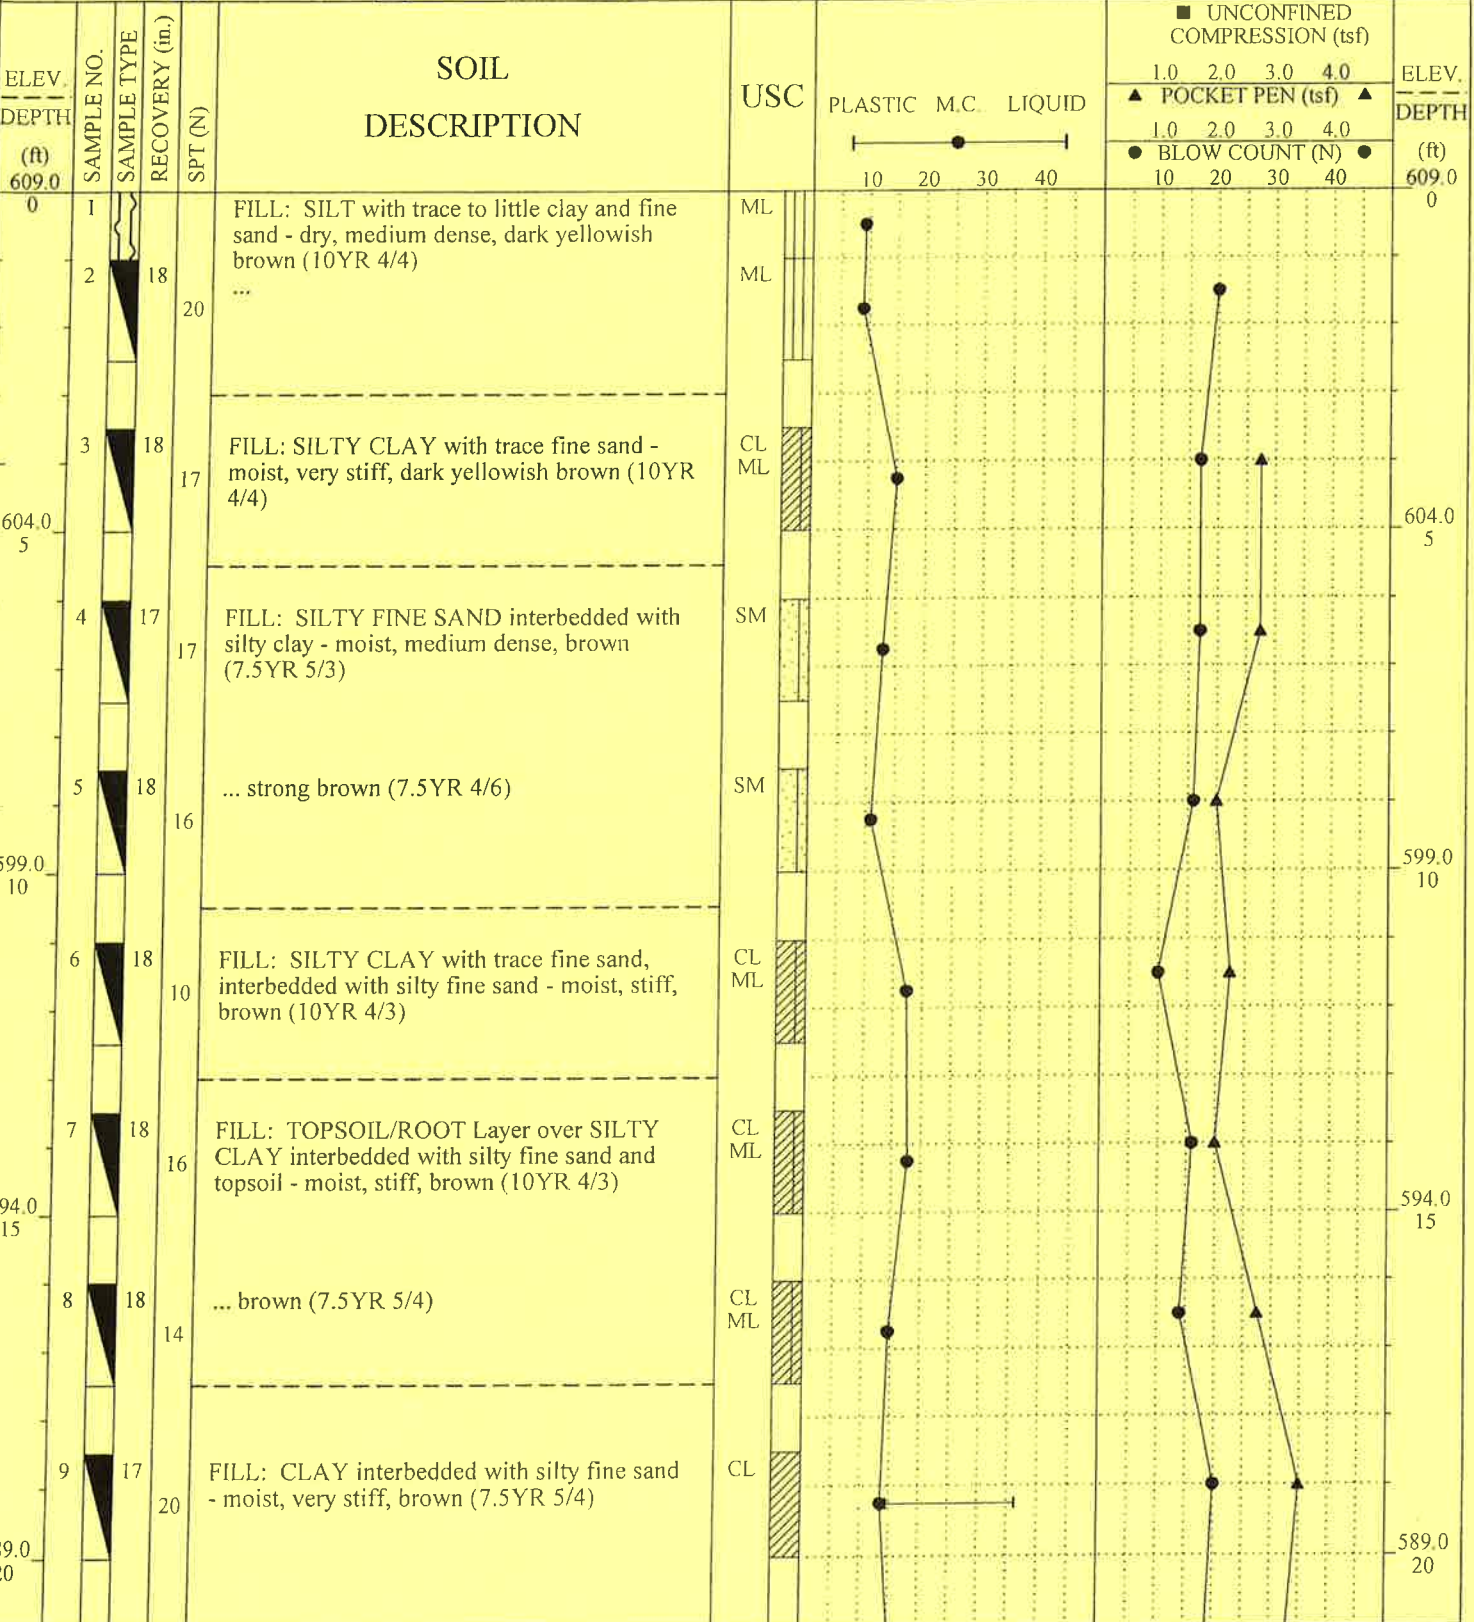 ■ UNCONFINED
COMPRESSION (tsf)
1.0 2.0 3.0 4.0
▲ POCKET PEN (tsf) ▲
1.0 2.0 3.0 4.0
● BLOW COUNT (N) ●
10 20 30 40
ELEV.
DEPTH
(ft)
609.0
0
SAMPLE NO.
SAMPLE TYPE
RECOVERY (in.)
SPT (N)
SOIL
DESCRIPTION
USC
PLASTIC M.C. LIQUID
10 20 30 40
ELEV.
DEPTH
(ft)
609.0
0
1
FILL: SILT with trace to little clay and fine
sand - dry, medium dense, dark yellowish
brown (10YR 4/4)
...
ML
2 18
20
ML
3 18
17
FILL: SILTY CLAY with trace fine sand -
moist, very stiff, dark yellowish brown (10YR
4/4)
CL
ML
604.0
5
604.0
5
4 17
17
FILL: SILTY FINE SAND interbedded with
silty clay - moist, medium dense, brown
(7.5YR 5/3)
SM
5 18
16
... strong brown (7.5YR 4/6)
SM
599.0
10
599.0
10
6 18
10
FILL: SILTY CLAY with trace fine sand,
interbedded with silty fine sand - moist, stiff,
brown (10YR 4/3)
CL
ML
7 18
16
FILL: TOPSOIL/ROOT Layer over SILTY
CLAY interbedded with silty fine sand and
topsoil - moist, stiff, brown (10YR 4/3)
CL
ML
94.0
15
594.0
15
8 18
14
... brown (7.5YR 5/4)
CL
ML
9 17
20
FILL: CLAY interbedded with silty fine sand
- moist, very stiff, brown (7.5YR 5/4)
CL
9.0
20
589.0
20